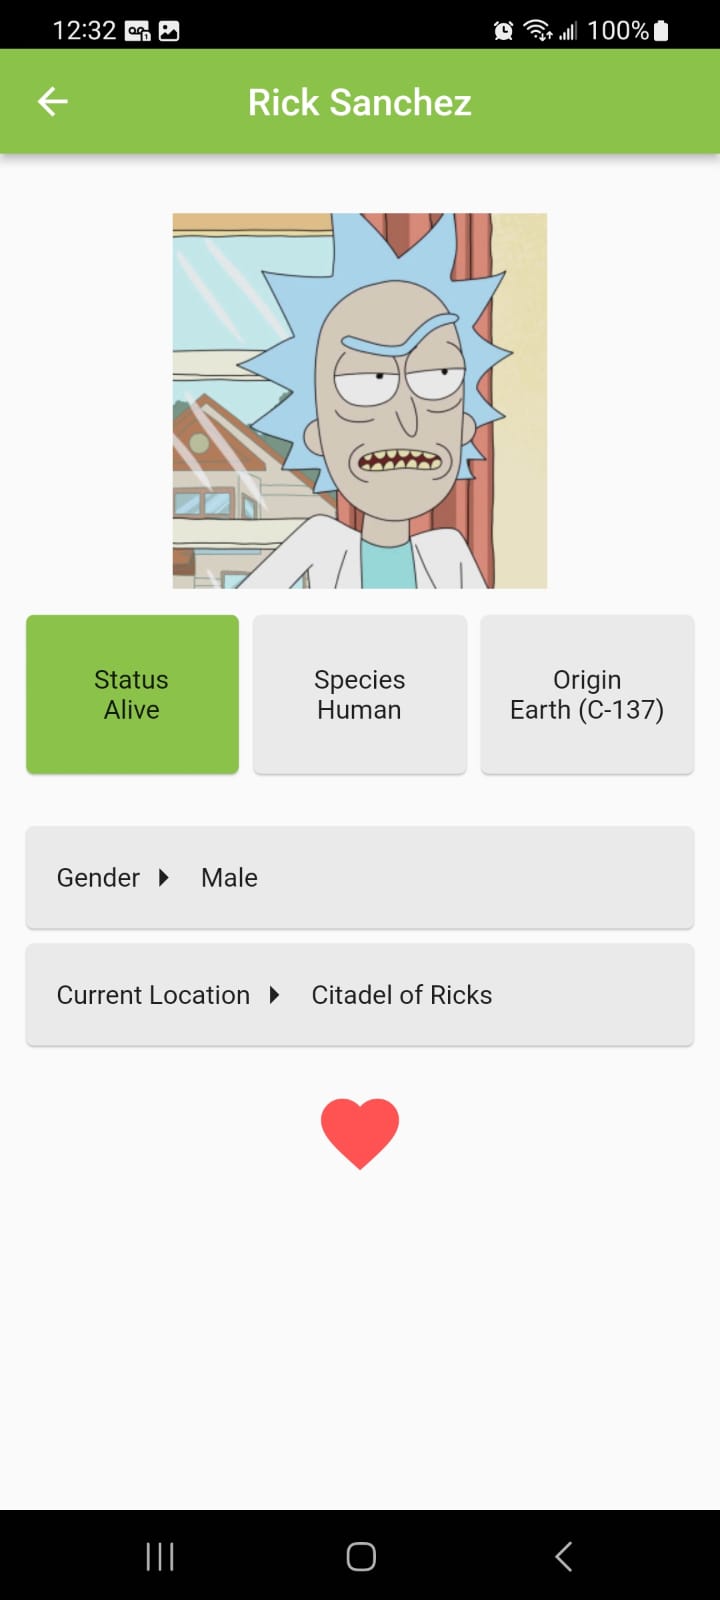 12:32
100%
Rick Sanchez
Status
Alive
Species
Human
Origin
Earth (C-137)
Gender
Male
Current Location
Citadel of Ricks